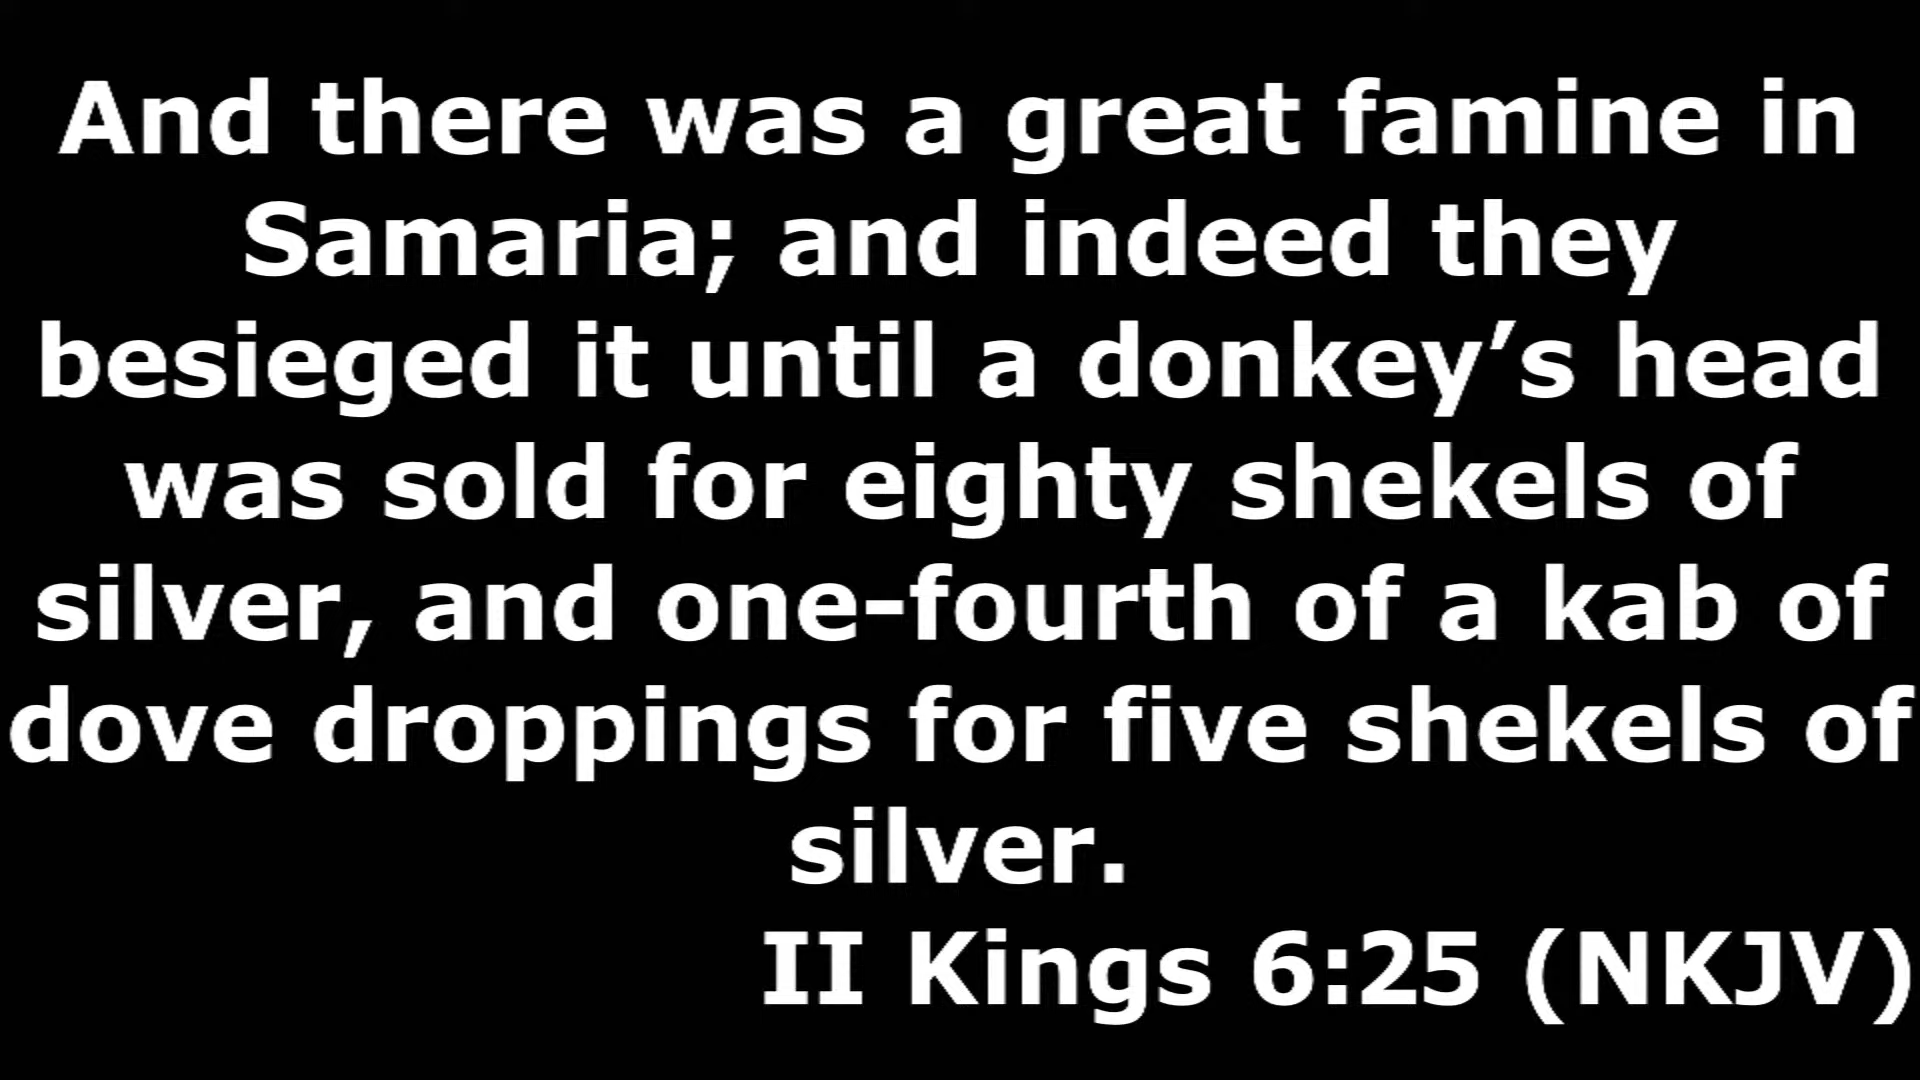 And there was a great famine in
Samaria; and indeed they
besieged it until a donkey’s head
was sold for eighty shekels of
silver, and one-fourth of a kab of
dove droppings for five shekels of
silver.
II Kings 6:25 (NKJV)